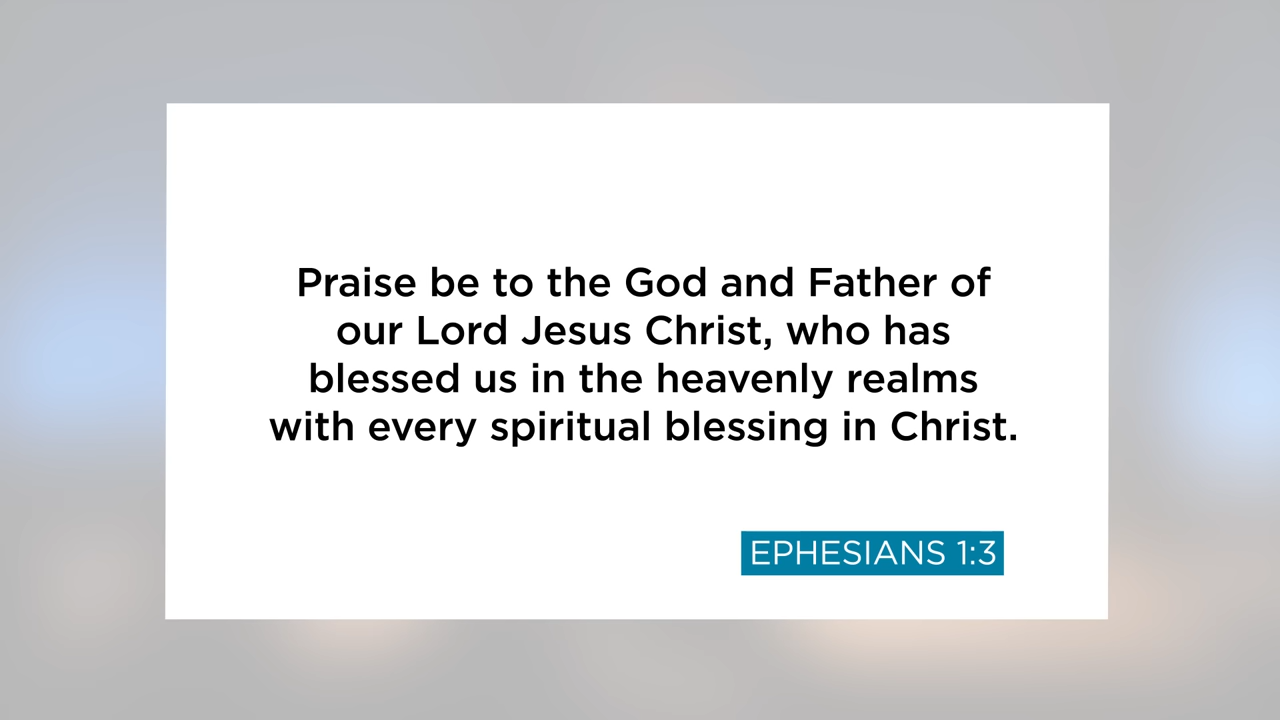 Praise be to the God and Father of
our Lord Jesus Christ, who has
blessed us in the heavenly realms
with every spiritual blessing in Christ.
EPHESIANS 1:3